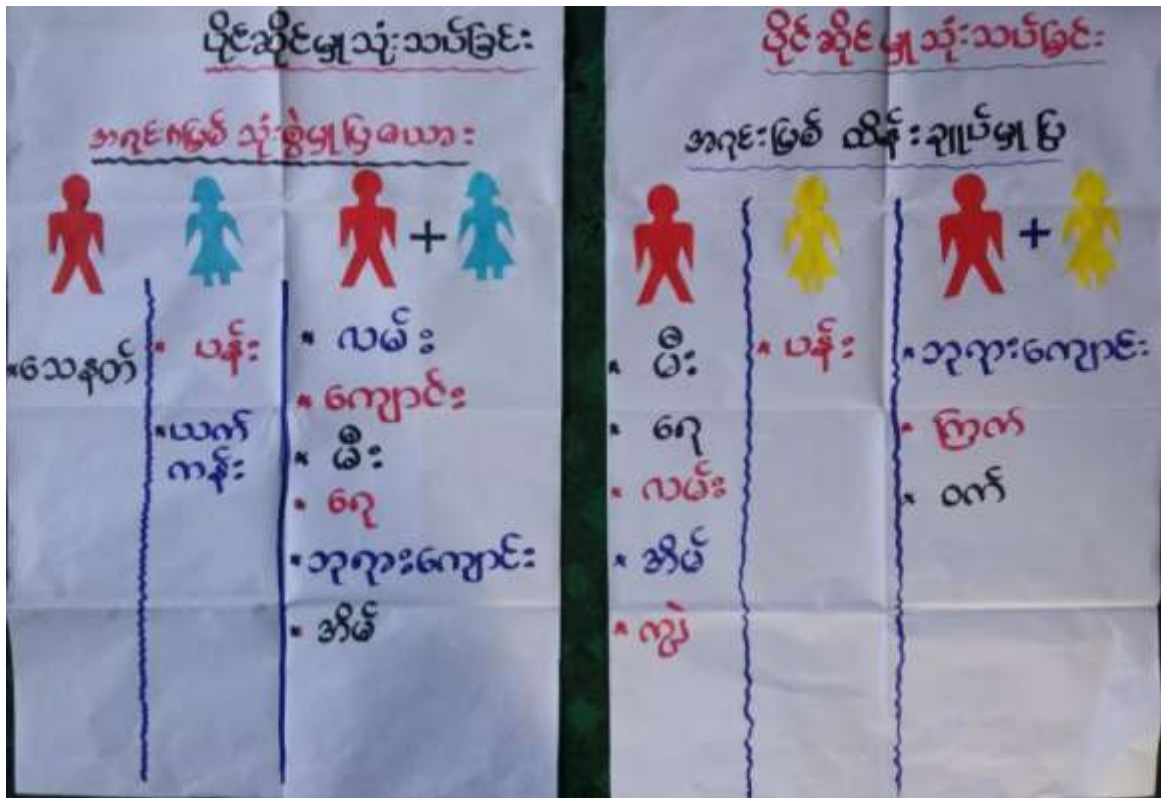 ပိုင်ဆိုင်မှုသုံးသပ်ခြင်း
အရင်းအမြစ် သုံးစွဲမှုပြဇယား
+
*သေနတ်
* ပန်း
*ယက်
ကန်း
* လမ်း
* ကျောင်း
* မီး
* ရေ
*ဘုရားကျောင်း
* အိမ်
ပိုင်ဆိုင်မှုသုံးသပ်ခြင်း
အရင်းမြစ် ထိန်းချုပ်မှုပြ
+
* မီး
* ရေ
* လမ်း
* အိမ်
* ကျွဲ
* ပန်း
*ဘုရားကျောင်း
* ကြက်
* ဝက်